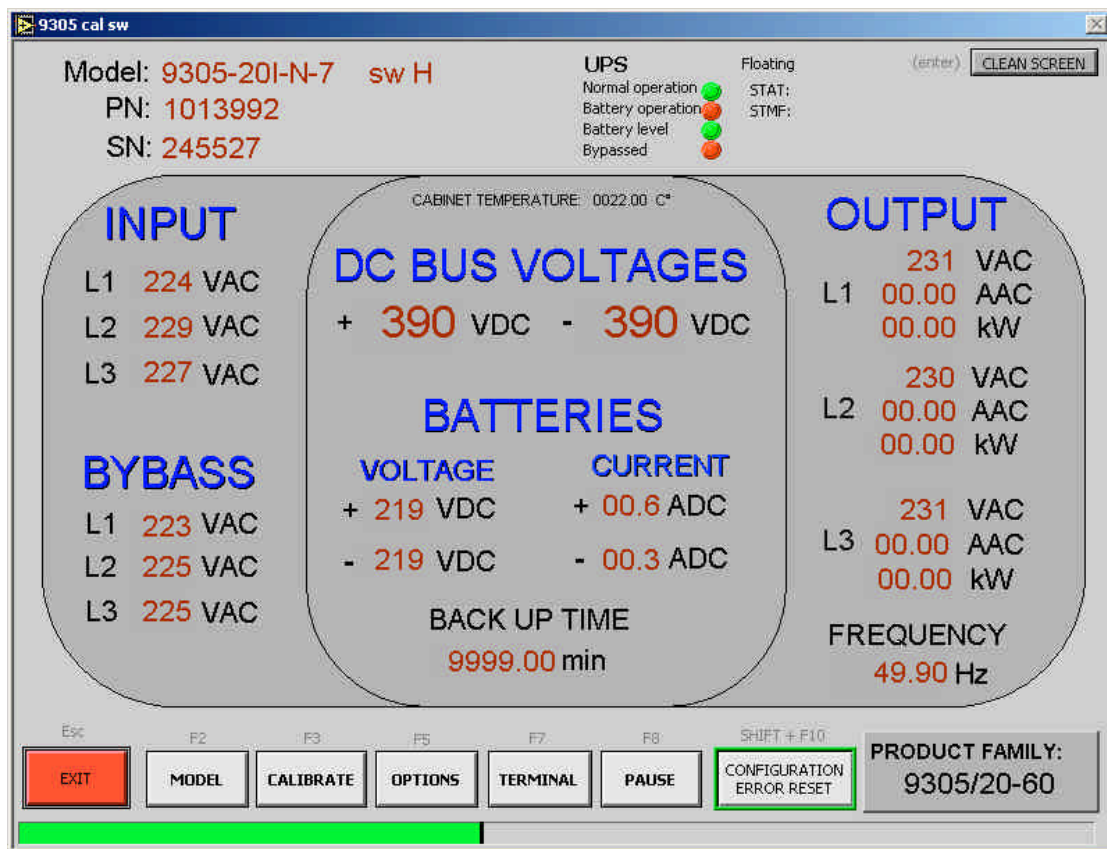 9305 cal sw
Model: 9305-20I-N-7 sw H
PN: 1013992
SN: 245527
UPS
Normal operation
Battery operation
Battery level
Bypassed
Floating
STAT:
STMF:
(enter) CLEAN SCREEN
INPUT
L1 224 VAC
L2 229 VAC
L3 227 VAC
BYBASS
L1 223 VAC
L2 225 VAC
L3 225 VAC
CABINET TEMPERATURE: 0022.00 C°
DC BUS VOLTAGES
+ 390 VDC - 390 VDC
BATTERIES
VOLTAGE
+ 219 VDC
- 219 VDC
CURRENT
+ 00.6 ADC
- 00.3 ADC
BACK UP TIME
9999.00 min
OUTPUT
231 VAC
L1 00.00 AAC
00.00 kW
230 VAC
L2 00.00 AAC
00.00 kW
231 VAC
L3 00.00 AAC
00.00 kW
FREQUENCY
49.90 Hz
Esc
EXIT
F2
MODEL
F3
CALIBRATE
F5
OPTIONS
F7
TERMINAL
F8
PAUSE
SHIFT + F10
CONFIGURATION
ERROR RESET
PRODUCT FAMILY:
9305/20-60